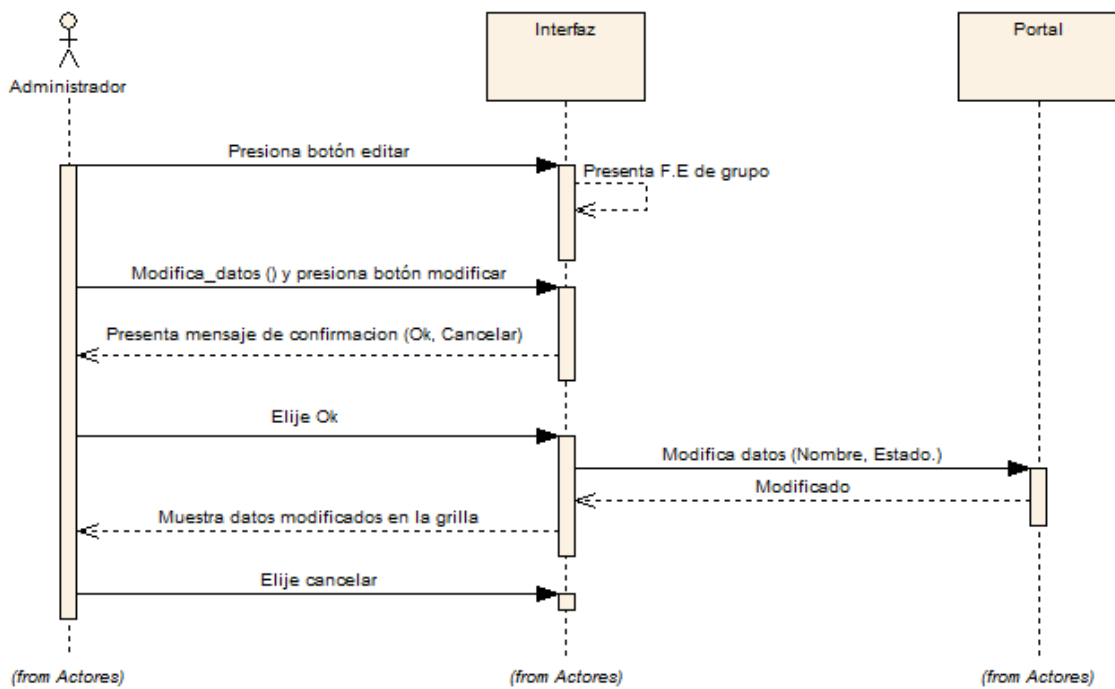 Administrador
Interfaz
Portal
Presiona botón editar
Presenta F.E de grupo
Modifica_datos () y presiona botón modificar
Presenta mensaje de confirmacion (Ok, Cancelar)
Elije Ok
Modifica datos (Nombre, Estado.)
Modificado
Muestra datos modificados en la grilla
Elije cancelar
(from Actores)
(from Actores)
(from Actores)